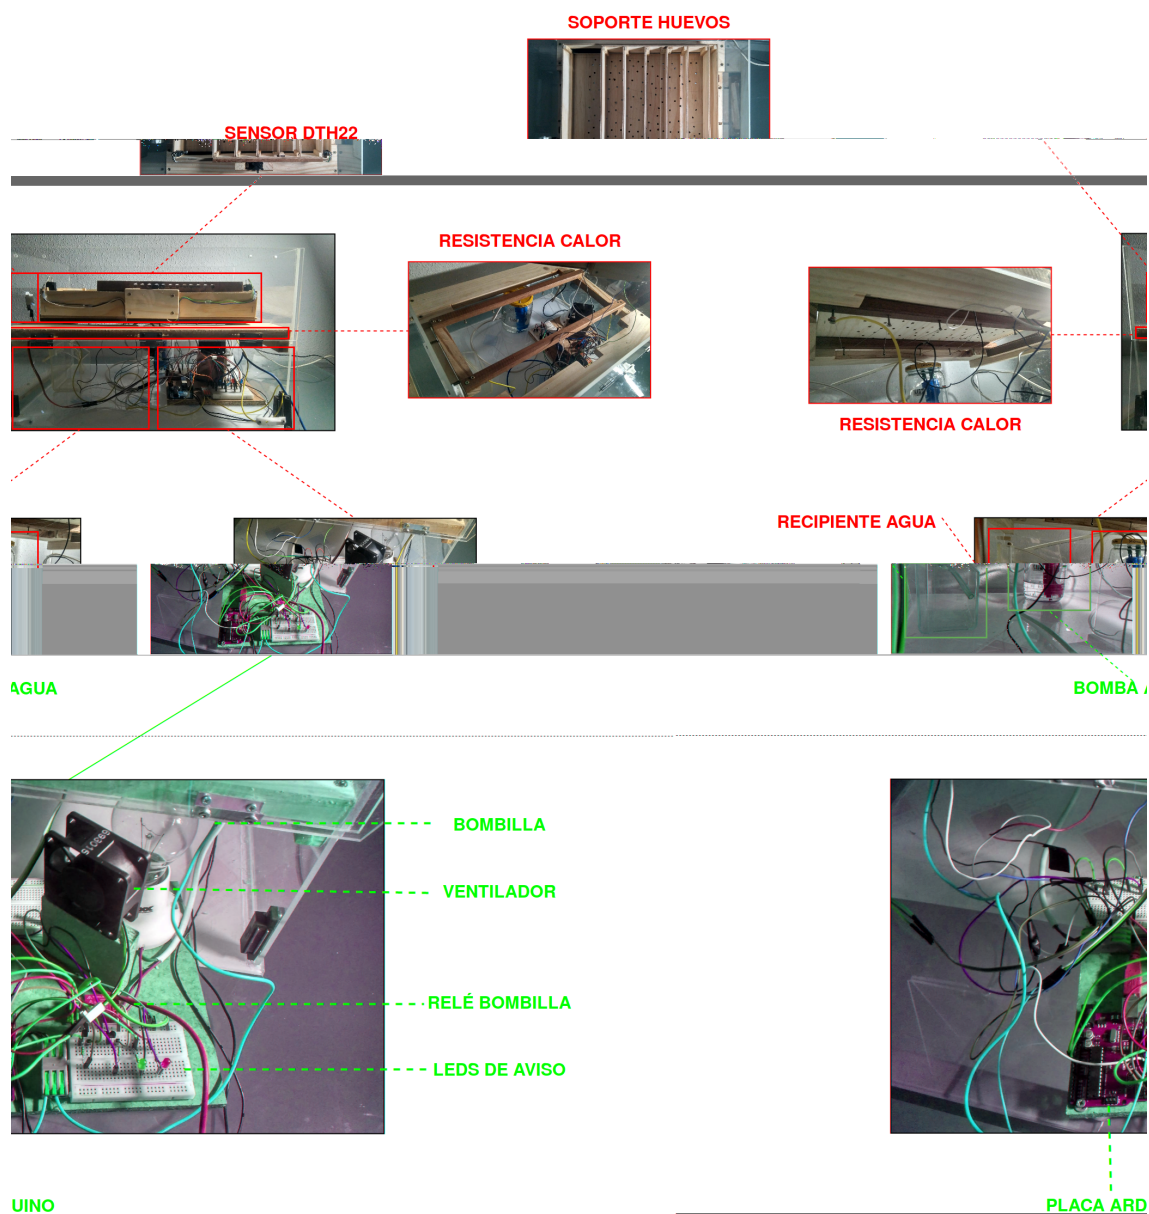 SOPORTE HUEVOS
SENSOR DTH22
RESISTENCIA CALOR
RESISTENCIA CALOR
RECIPIENTE AGUA
AGUA
BOMBA
BOMBILLA
VENTILADOR
RELÉ BOMBILLA
LEDS DE AVISO
UINO
PLACA ARD